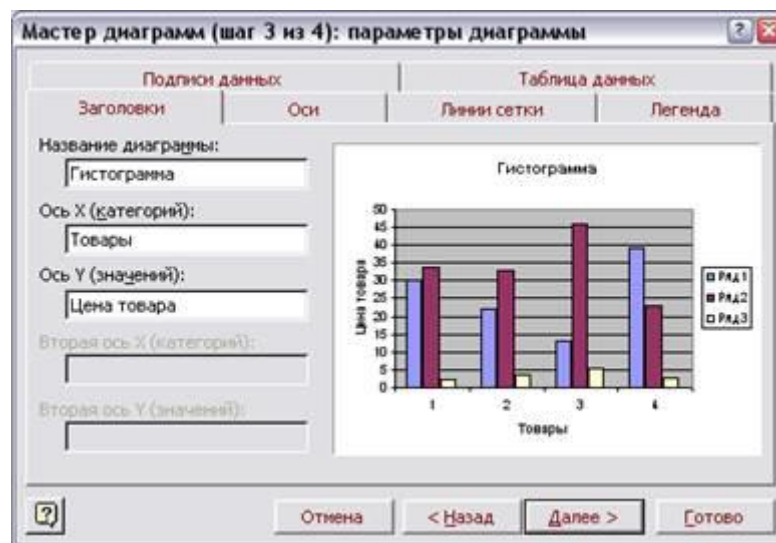 Мастер диаграмм (шаг 3 из 4): параметры диаграммы
Подписи данных
Таблица данных
Заголовки
Оси
Линии сетки
Легенда
Название диаграммы:
Гистограмма
Ось X (категорий):
Товары
Ось Y (значений):
Цена товара
Вторая ось X (категорий):
Вторая ось Y (значений):
Гистограмма
Цена товара
50
45
40
35
30
25
20
15
10
5
0
1 2 3 4
Товары
Ряд1
Ряд2
Ряд3
?
Отмена
< Назад
Далее >
Готово